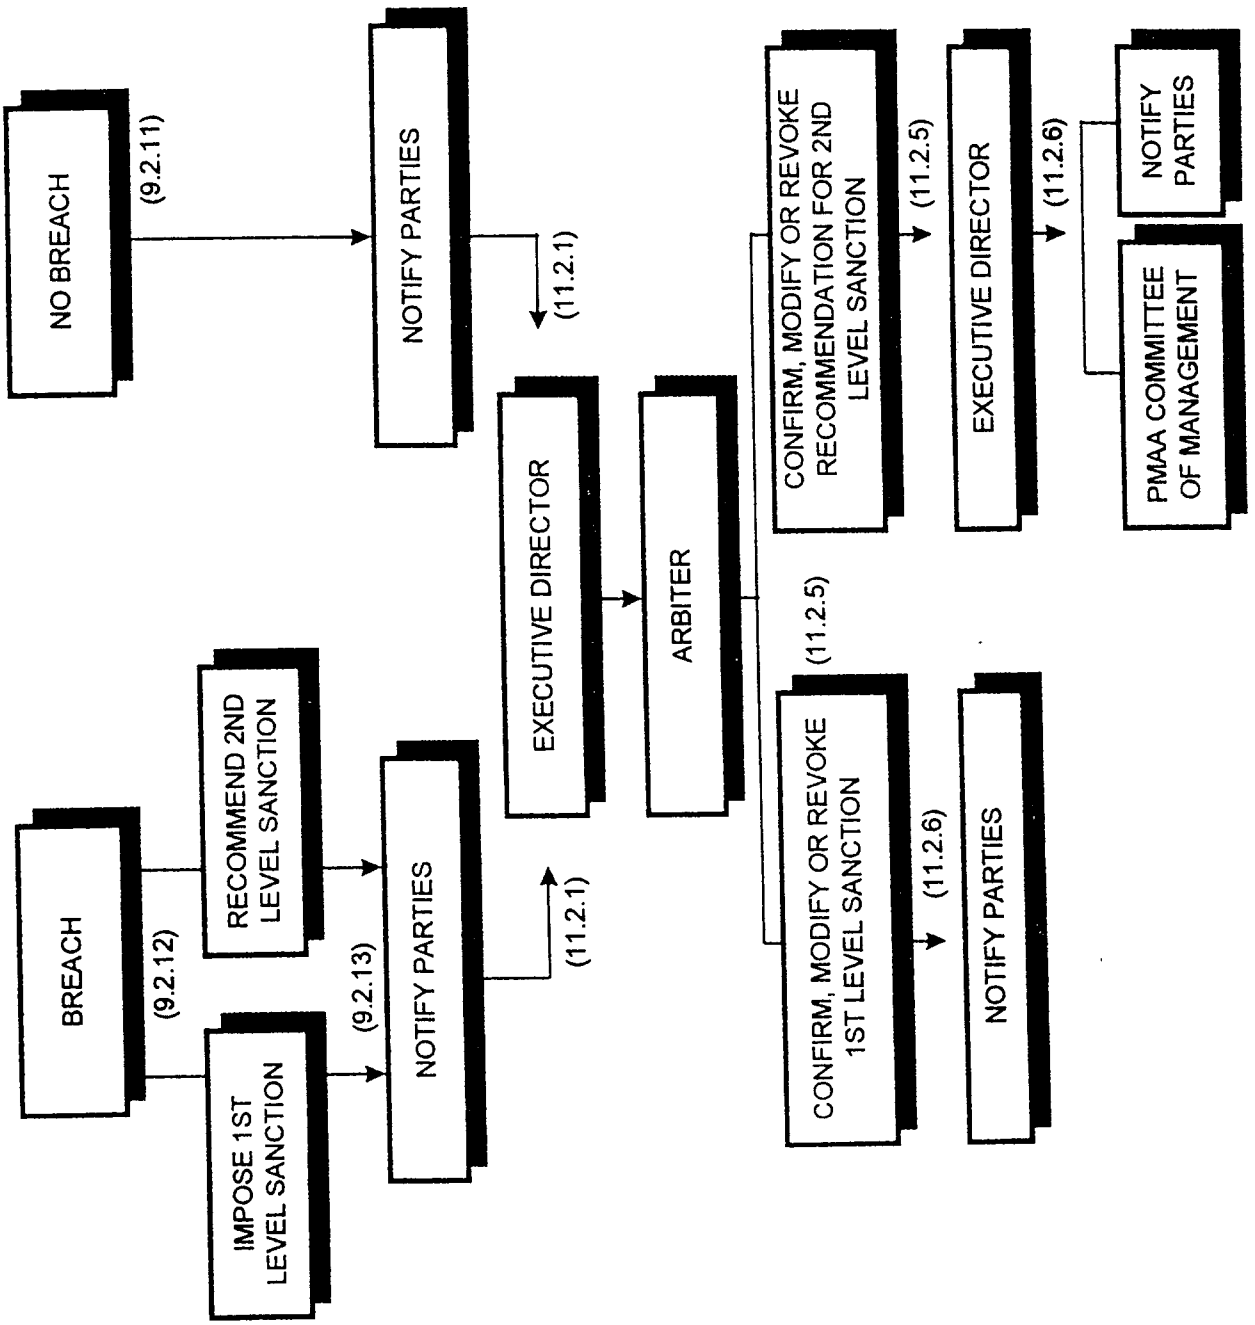 BREACH
(9.2.12)
IMPOSE 1ST
LEVEL SANCTION
RECOMMEND 2ND
LEVEL SANCTION
(9.2.13)
NOTIFY PARTIES
(11.2.1)
NO BREACH
(9.2.11)
NOTIFY PARTIES
(11.2.1)
EXECUTIVE DIRECTOR
ARBITER
(11.2.5)
CONFIRM, MODIFY OR REVOKE
1ST LEVEL SANCTION
(11.2.6)
NOTIFY PARTIES
CONFIRM, MODIFY OR REVOKE
RECOMMENDATION FOR 2ND
LEVEL SANCTION
(11.2.5)
EXECUTIVE DIRECTOR
(11.2.6)
PMAA COMMITTEE
OF MANAGEMENT
NOTIFY
PARTIES